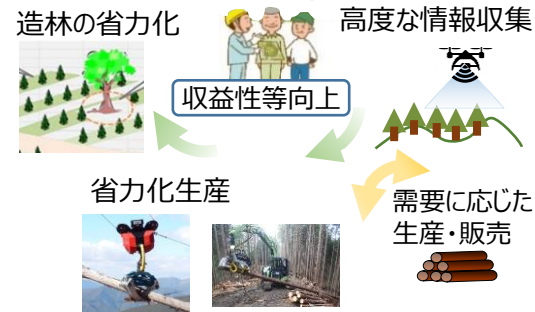 造林の省力化
高度な情報収集
収益性等向上
省力化生産
需要に応じた
生産・販売